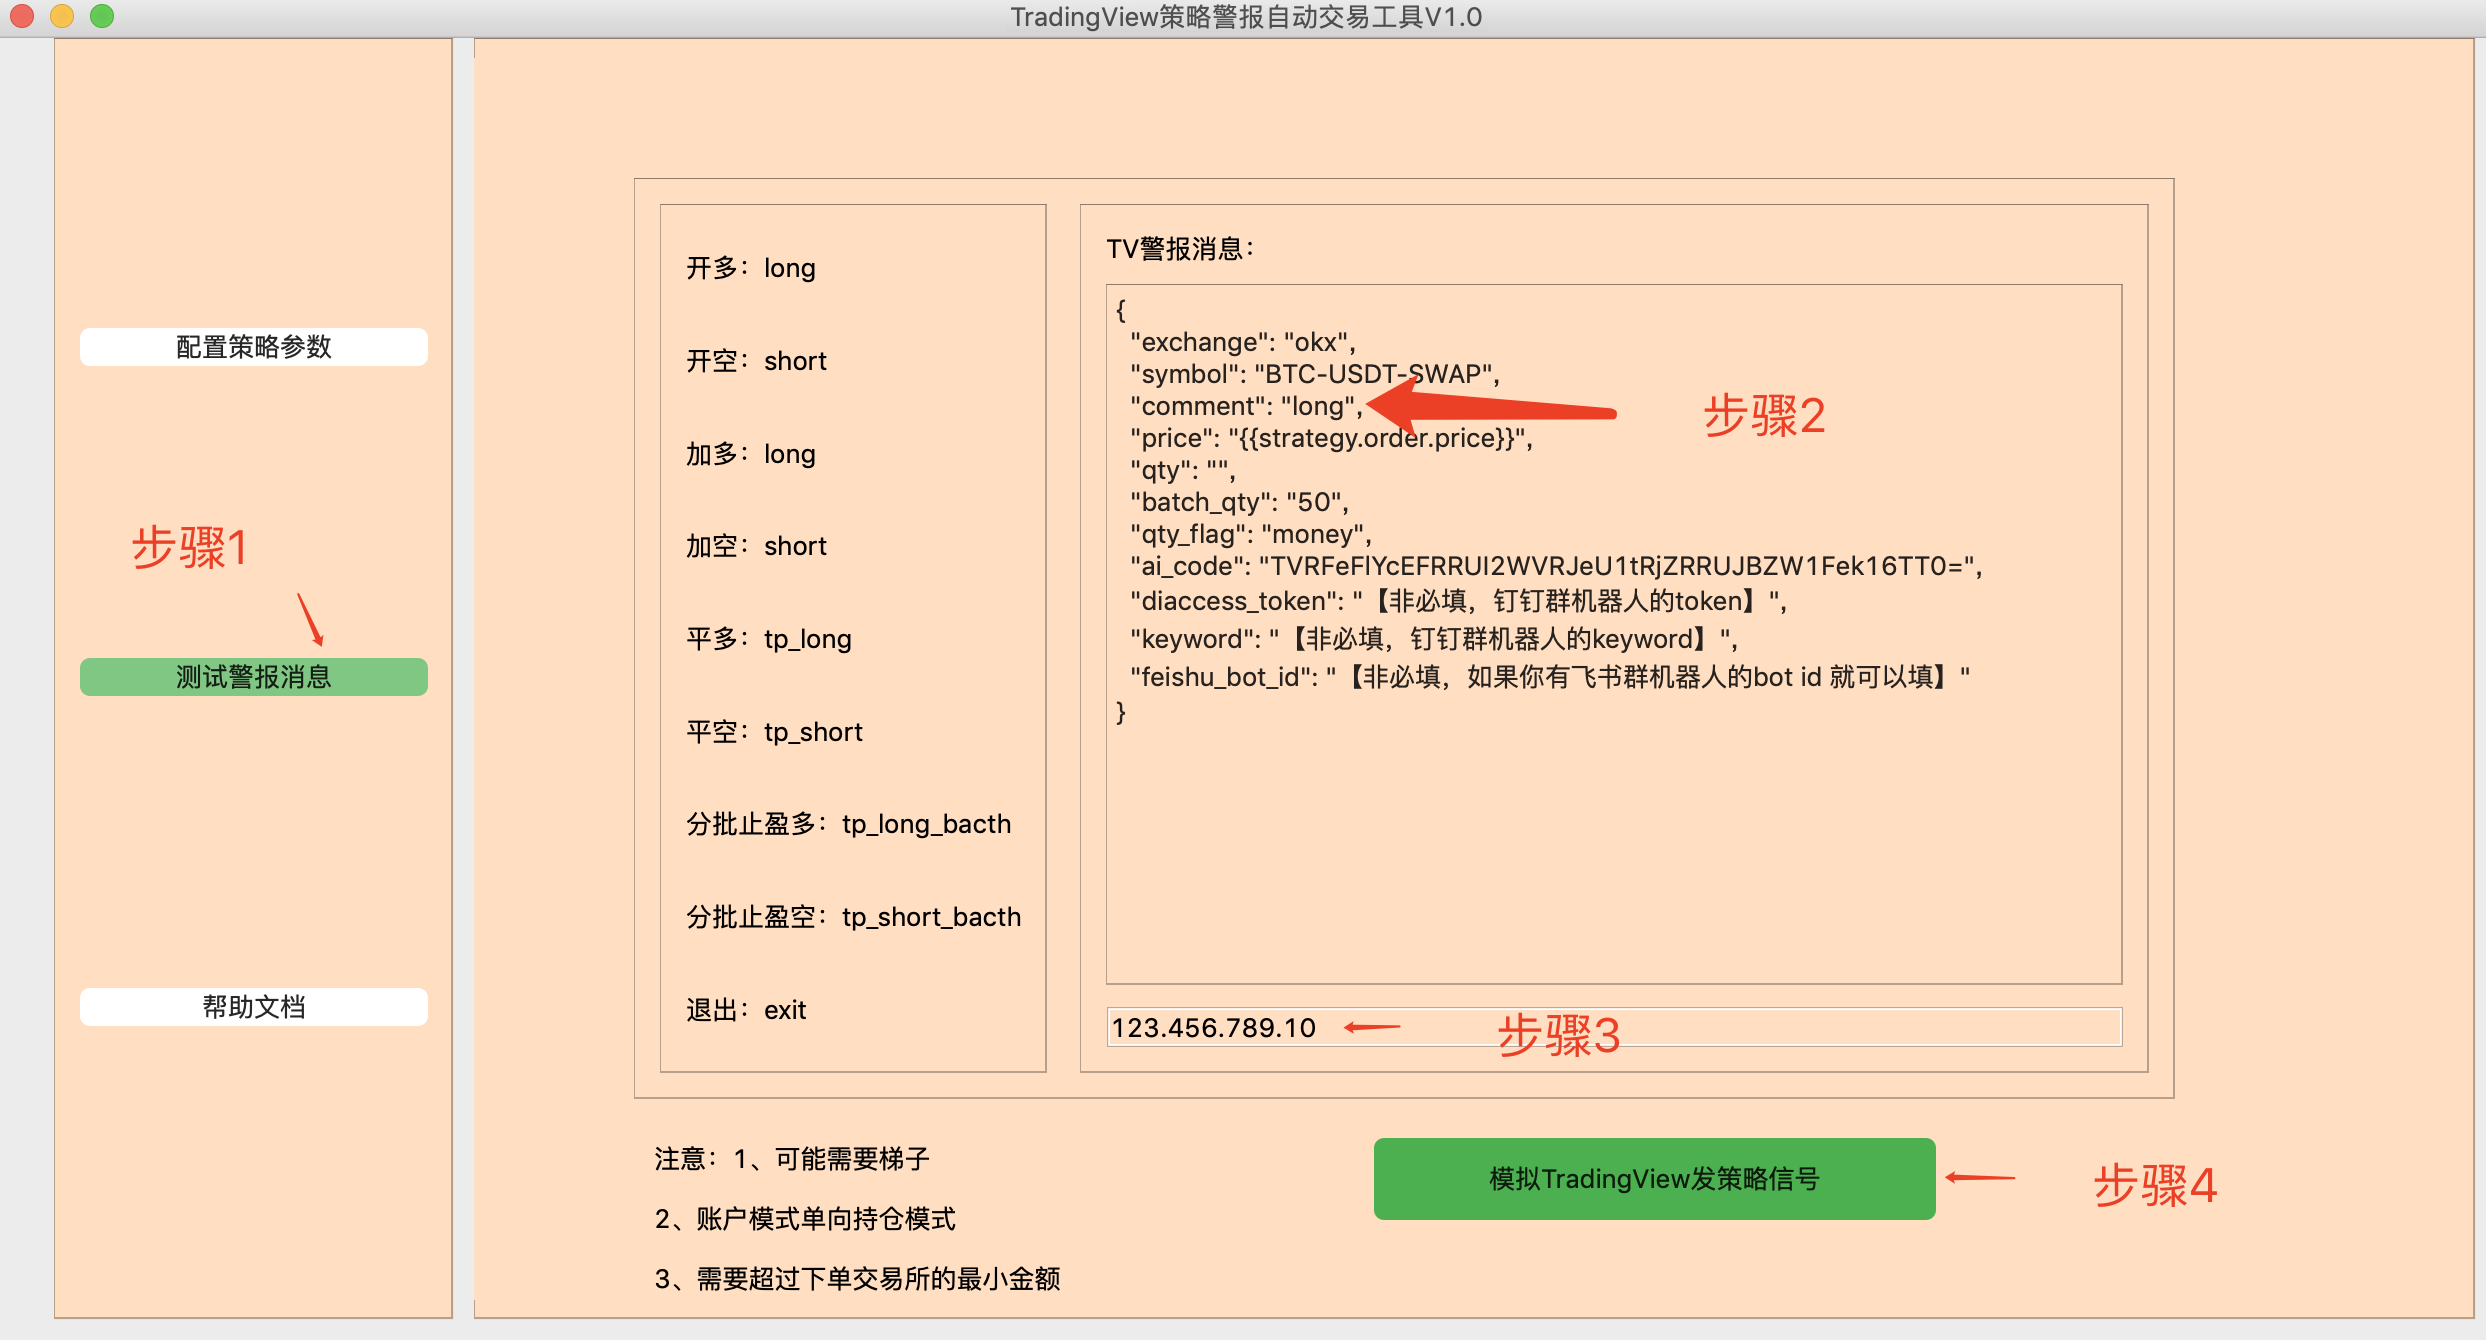 TradingView策略警报自动交易工具V1.0
配置策略参数
步骤1
测试警报消息
帮助文档
开多：long
开空：short
加多：long
加空：short
平多：tp_long
平空：tp_short
分批止盈多：tp_long_bacth
分批止盈空：tp_short_bacth
退出：exit
TV警报消息：
{
"exchange": "okx",
"symbol": "BTC-USDT-SWAP",
"comment": "long",
步骤2
"price": "{{strategy.order.price}}",
"qty": "",
"batch_qty": "50",
"qty_flag": "money",
"ai_code": "TVRFeFlYcEFRRUI2WVRJeU1tRjZRRUJBZW1Fek16TT0=",
"diaccess_token": "【非必填，钉钉群机器人的token】",
"keyword": "【非必填，钉钉群机器人的keyword】",
"feishu_bot_id": "【非必填，如果你有飞书群机器人的bot id 就可以填】"
}
123.456.789.10
步骤3
注意：1、可能需要梯子
2、账户模式单向持仓模式
3、需要超过下单交易所的最小金额
模拟TradingView发策略信号
步骤4